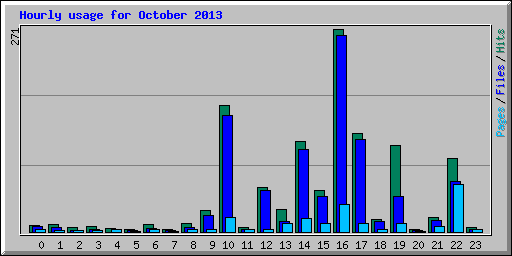 Hourly usage for October 2013
271
Pages/Files/Hits
0 1 2 3 4 5 6 7 8 9 10 11 12 13 14 15 16 17 18 19 20 21 22 23